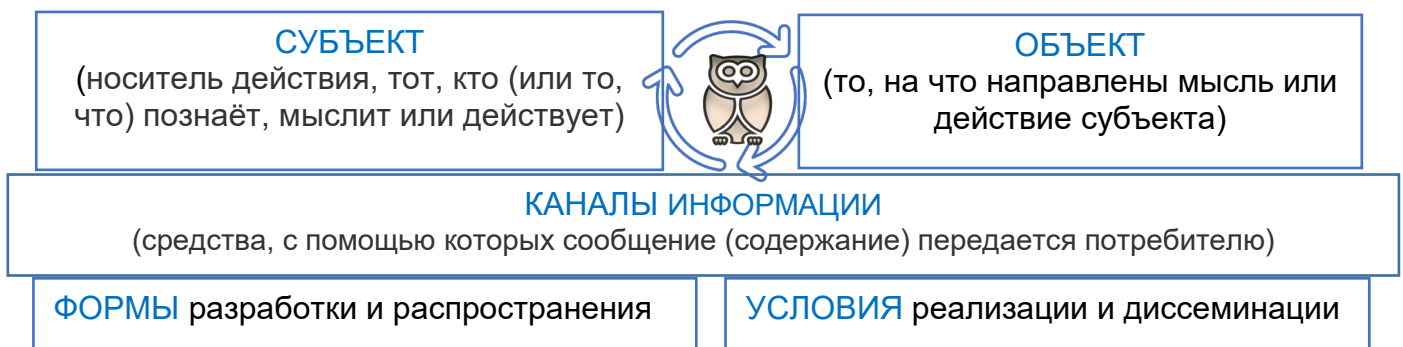 СУБЪЕКТ
(носитель действия, тот, кто (или то,
что) познаёт, мыслит или действует)
ОБЪЕКТ
(то, на что направлены мысль или
действие субъекта)
КАНАЛЫ ИНФОРМАЦИИ
(средства, с помощью которых сообщение (содержание) передается потребителю)
ФОРМЫ разработки и распространения
УСЛОВИЯ реализации и диссеминации